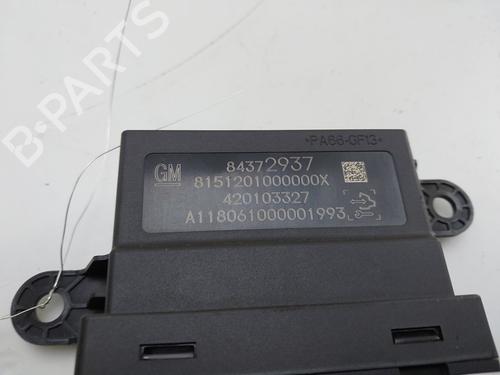 *PA66-GF13*
GM
84372937
8151201000000X
420103327
A118061000001993
B-PARTS